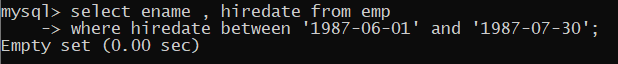 mysql> select ename , hiredate from emp
    -> where hiredate between '1987-06-01' and '1987-07-30';
Empty set (0.00 sec)